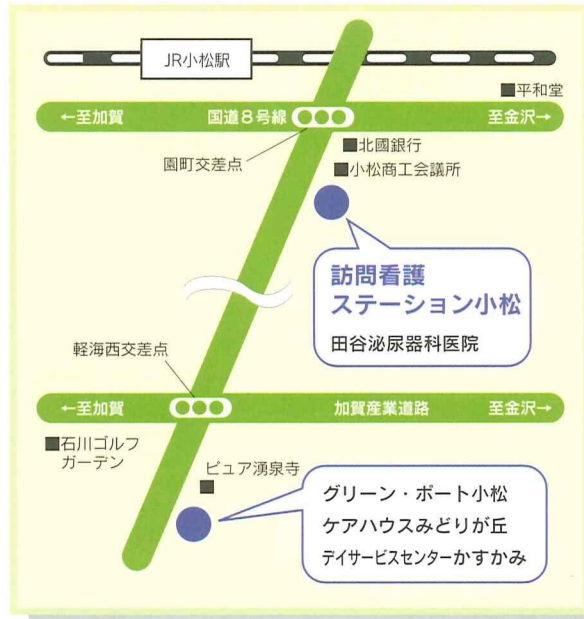 JR小松駅
■平和堂
←至加賀
国道8号線
至金沢→
園町交差点
■北國銀行
■小松商工会議所
訪問看護
ステーション小松
田谷泌尿器科医院
軽海西交差点
←至加賀
加賀産業道路
至金沢→
■石川ゴルフ
ガーデン
ピュア湧泉寺
■
グリーン・ポート小松
ケアハウスみどりが丘
デイサービスセンターかすかみ